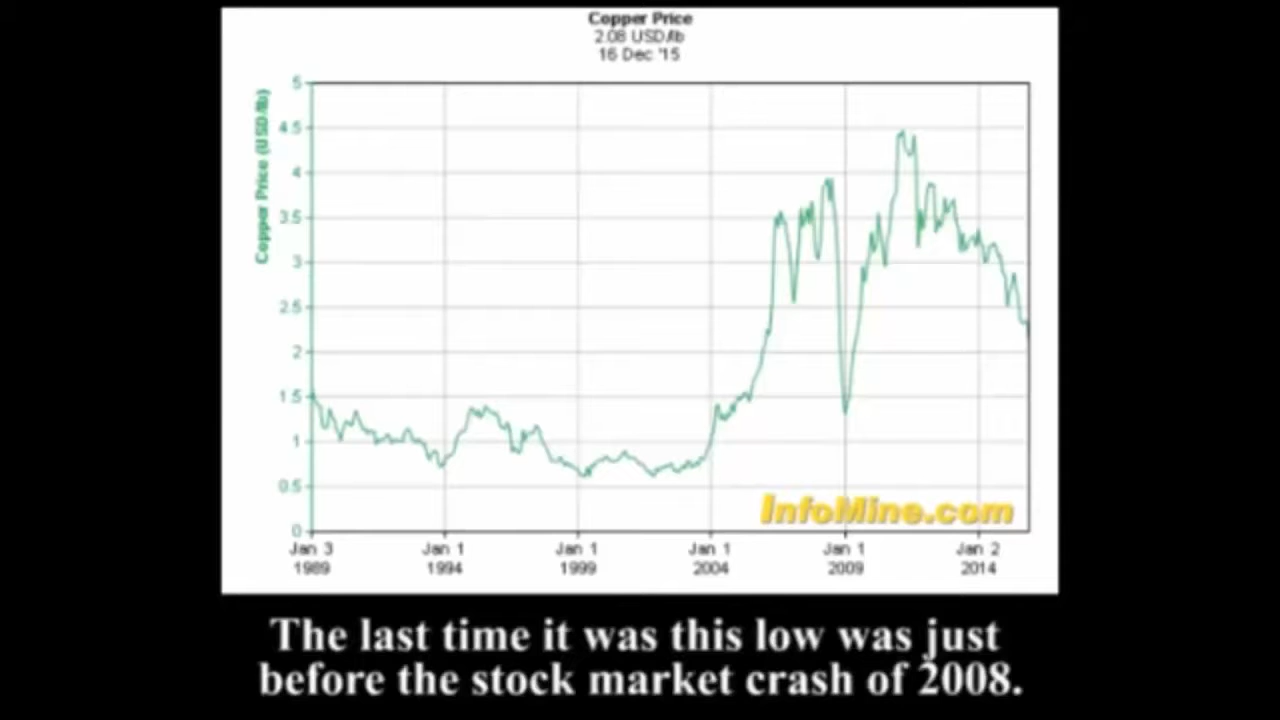 Copper Price
2.08 USD/lb
16 Dec '15
Copper Price (USD/lb)
5
4.5
4
3.5
3
2.5
2
1.5
1
0.5
0
InfoMine.com
Jan 3 Jan 1 Jan 1 Jan 1 Jan 1 Jan 2
1989 1994 1999 2004 2009 2014
The last time it was this low was just
before the stock market crash of 2008.